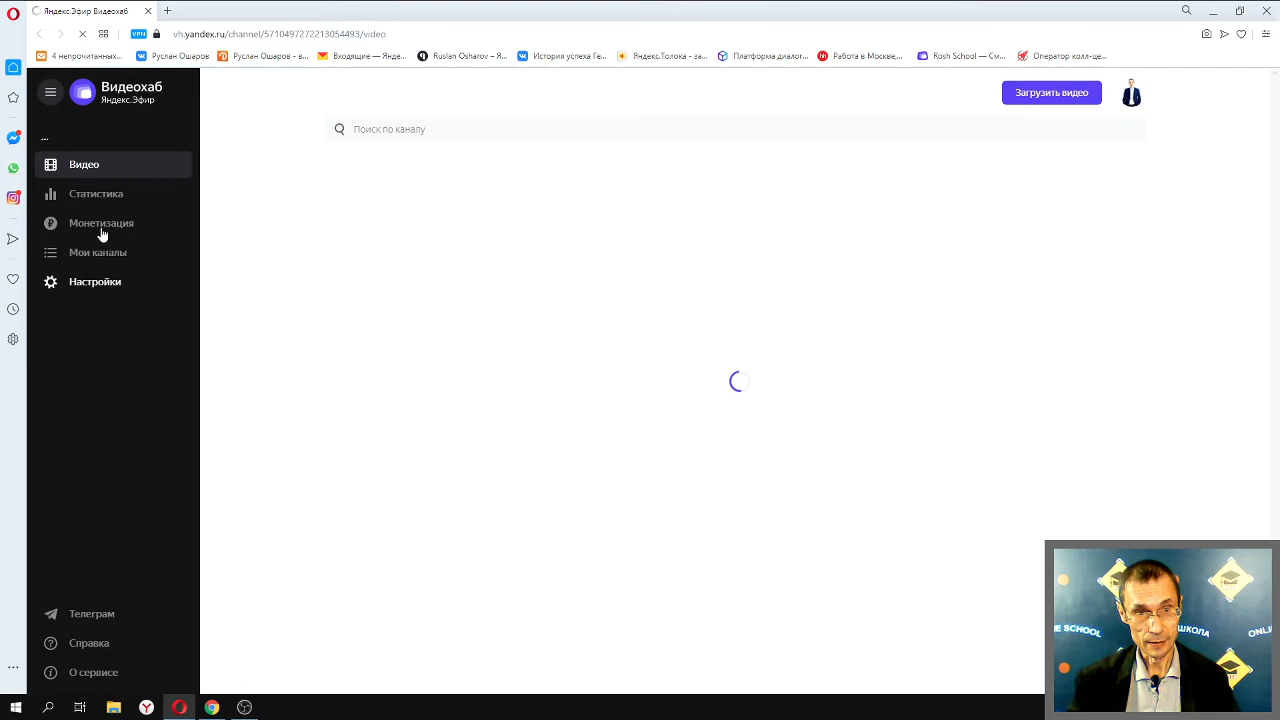 Яндекс.Эфир Видеохаб
VPN
vh.yandex.ru/channel/5710497272213054493/video
4 непрочитанных...
Руслан Ошаров
Руслан Ошаров - в...
Входящие — Янде...
Ruslan Osharov – Я...
История успеха Ге...
Яндекс.Толока - за...
Платформа диалог...
Работа в Москве,...
Rosh School — См...
Оператор колл-це...
Видеохаб
Яндекс.Эфир
Загрузить видео
...
Поиск по каналу
Видео
Статистика
Монетизация
Мои каналы
Настройки
Телеграм
Справка
О сервисе
SCHOOL
ШКОЛА
ONLI